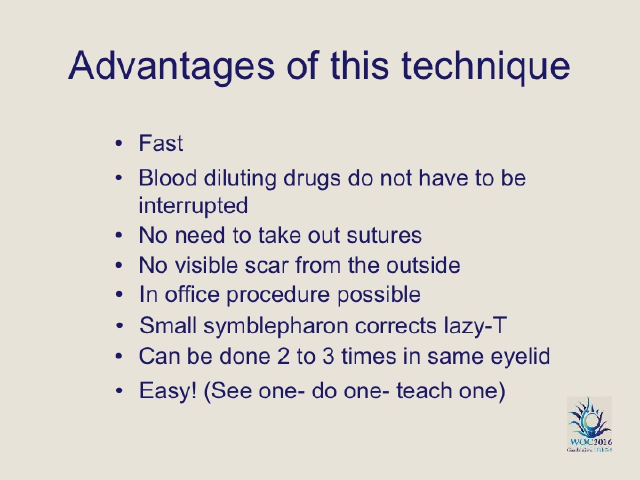 Advantages of this technique
• Fast
• Blood diluting drugs do not have to be
interrupted
• No need to take out sutures
• No visible scar from the outside
• In office procedure possible
• Small symblepharon corrects lazy-T
• Can be done 2 to 3 times in same eyelid
• Easy! (See one- do one- teach one)
WOC2016